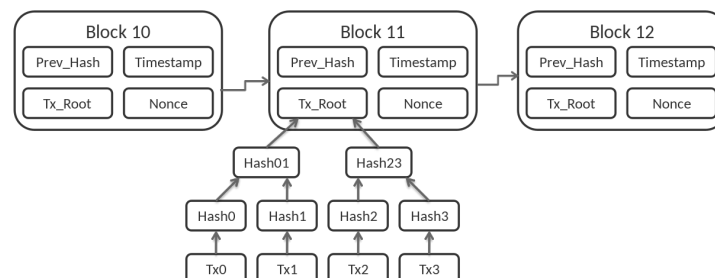 Block 10 Block 11 Block 12
Prev_Hash Timestamp Prev_Hash Timestamp Prev_Hash Timestamp
Tx_Root Nonce Tx_Root Nonce Tx_Root Nonce
Hash01 Hash23
Hash0 Hash1 Hash2 Hash3
Tx0 Tx1 Tx2 Tx3